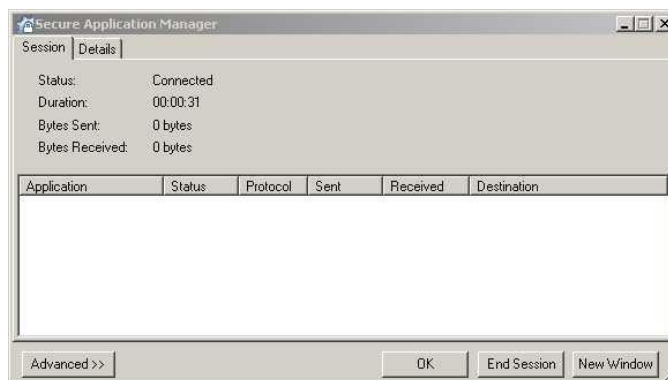 Secure Application Manager
Session Details
Status: Connected
Duration: 00:00:31
Bytes Sent: 0 bytes
Bytes Received: 0 bytes
Application Status Protocol Sent Received Destination
Advanced >> OK End Session New Window